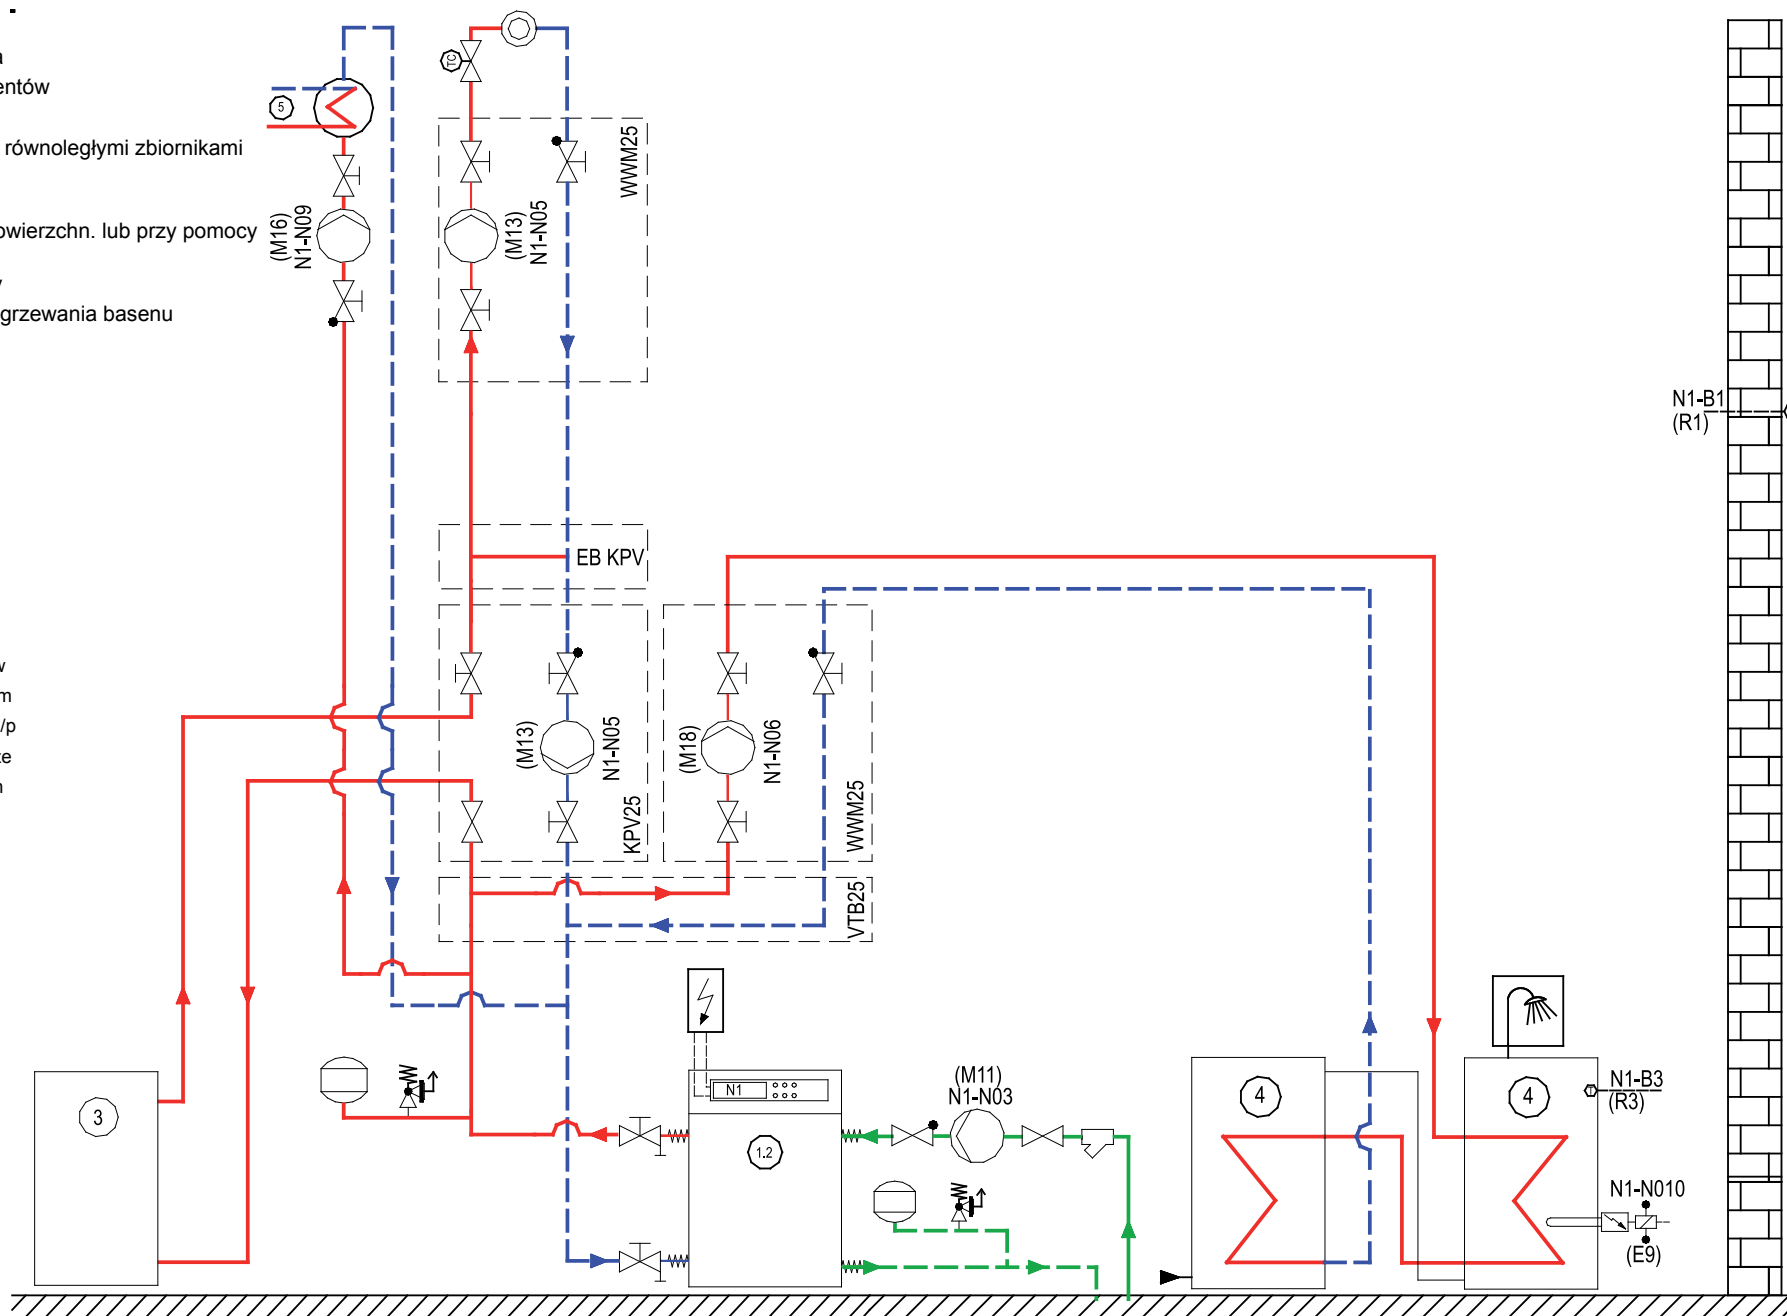 a
entów
równoległymi zbiornikami
owierzchn. lub przy pomocy
y
grzewania basenu
w
m
/p
ze
n
5
TC
WWM25
(M16)
N1-N09
(M13)
N1-N05
N1-B1
(R1)
EB KPV
(M13)
N1-N05
KPV25
(M18)
N1-N06
WWM25
VTB25
3
N1
1.2
(M11)
N1-N03
4
4
T
N1-B3
(R3)
N1-N010
(E9)